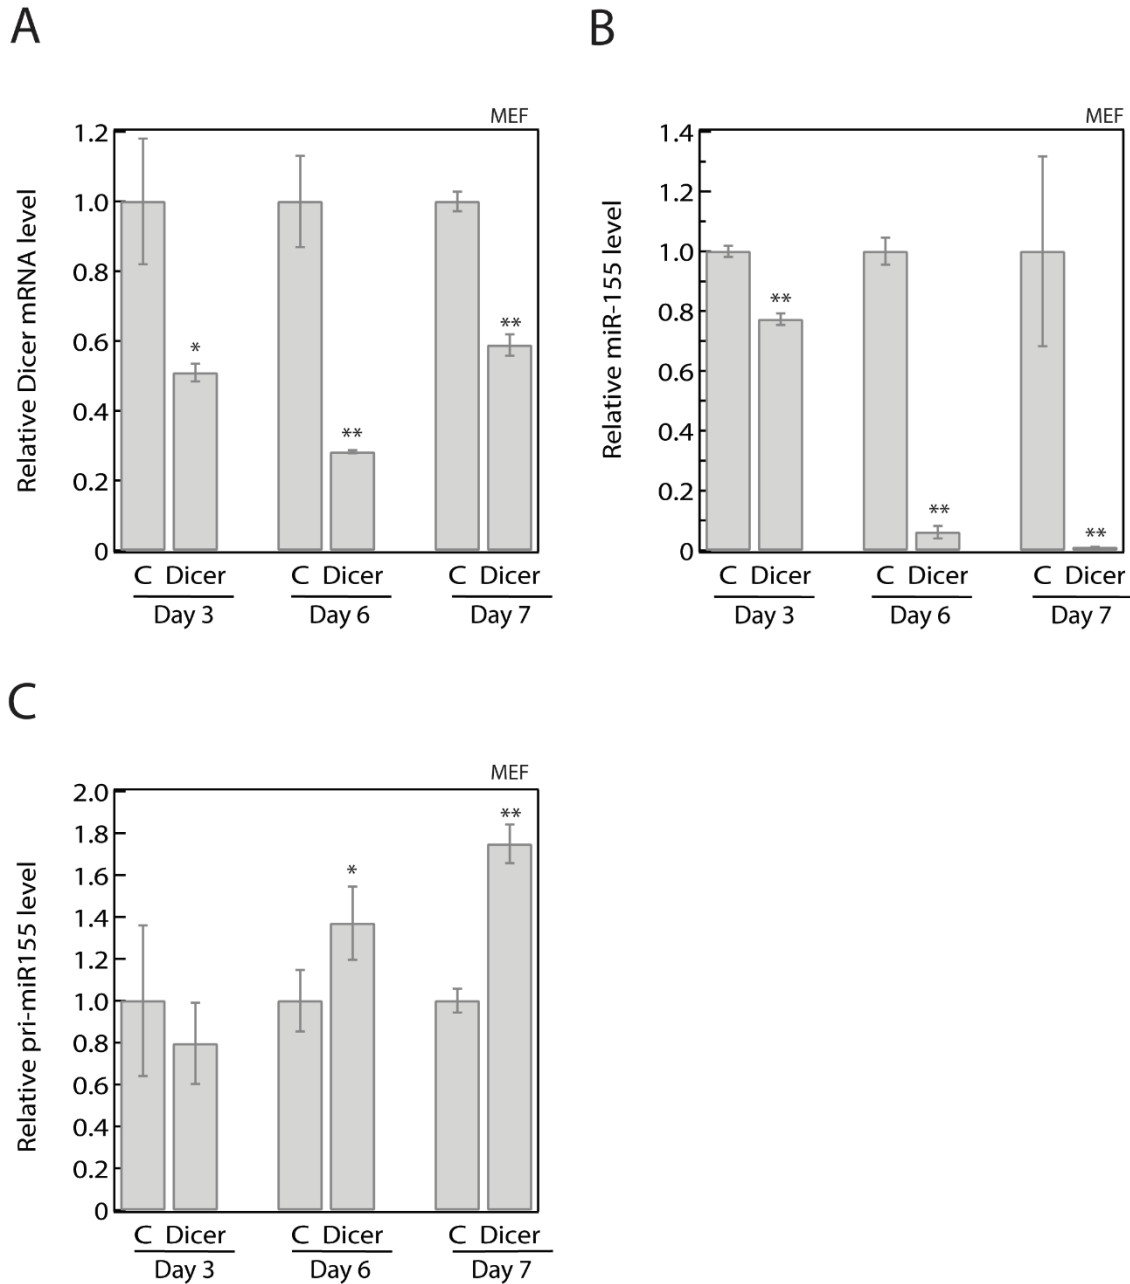 A
MEF
Relative Dicer mRNA level
1.2
1.0
0.8
0.6
0.4
0.2
0
*
**
**
C Dicer C Dicer C Dicer
Day 3 Day 6 Day 7
B
MEF
Relative miR-155 level
1.4
1.2
1.0
0.8
0.6
0.4
0.2
0
**
**
**
C Dicer C Dicer C Dicer
Day 3 Day 6 Day 7
C
MEF
Relative pri-miR155 level
2.0
1.8
1.6
1.4
1.2
1.0
0.8
0.6
0.4
0.2
0
*
**
C Dicer C Dicer C Dicer
Day 3 Day 6 Day 7